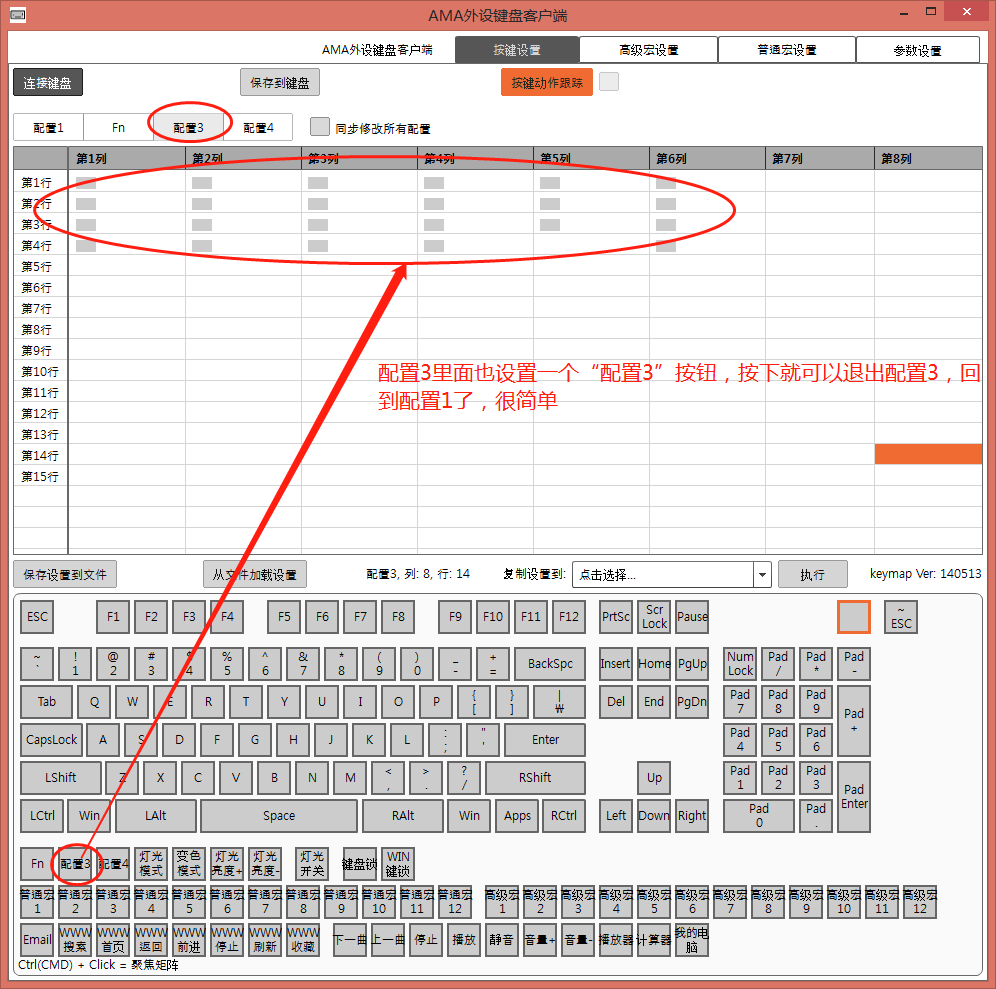 AMA外设键盘客户端
AMA外设键盘客户端 按键设置 高级宏设置 普通宏设置 参数设置
连接键盘 保存到键盘 按键动作跟踪
配置1 Fn 配置3 配置4 同步修改所有配置
第1列 第2列 第3列 第4列 第5列 第6列 第7列 第8列
第1行
第2行
第3行
第4行
第5行
第6行
第7行
第8行
第9行
第10行
第11行
第12行
第13行
第14行
第15行
配置3里面也设置一个“配置3”按钮，按下就可以退出配置3，回
到配置1了，很简单
保存设置到文件 从文件加载设置 配置3, 列: 8, 行: 14 复制设置到: 点击选择... 执行 keymap Ver: 140513
ESC F1 F2 F3 F4 F5 F6 F7 F8 F9 F10 F11 F12 PrtSc Scr Lock Pause ~ ESC
~ ` ! 1 @ 2 # 3 $ 4 % 5 ^ 6 & 7 * 8 ( 9 ) 0 _ - + = BackSpc Insert Home PgUp Num Lock Pad / Pad * Pad -
Tab Q W E R T Y U I O P { [ } ] | ₩ Del End PgDn Pad 7 Pad 8 Pad 9 Pad +
CapsLock A S D F G H J K L : ; " ' Enter Pad 4 Pad 5 Pad 6
LShift Z X C V B N M < , > . ? / RShift Up Pad 1 Pad 2 Pad 3 Pad Enter
LCtrl Win LAlt Space RAlt Win Apps RCtrl Left Down Right Pad 0 Pad .
Fn 配置3 配置4 灯光模式 变色模式 灯光亮度+ 灯光亮度- 灯光开关 键盘锁 WIN键锁
普通宏1 普通宏2 普通宏3 普通宏4 普通宏5 普通宏6 普通宏7 普通宏8 普通宏9 普通宏10 普通宏11 普通宏12 高级宏1 高级宏2 高级宏3 高级宏4 高级宏5 高级宏6 高级宏7 高级宏8 高级宏9 高级宏10 高级宏11 高级宏12
Email WWW搜索 WWW首页 WWW返回 WWW前进 WWW停止 WWW刷新 WWW收藏 下一曲 上一曲 停止 播放 静音 音量+ 音量- 播放器 计算器 我的电脑
Ctrl(CMD) + Click = 聚焦矩阵